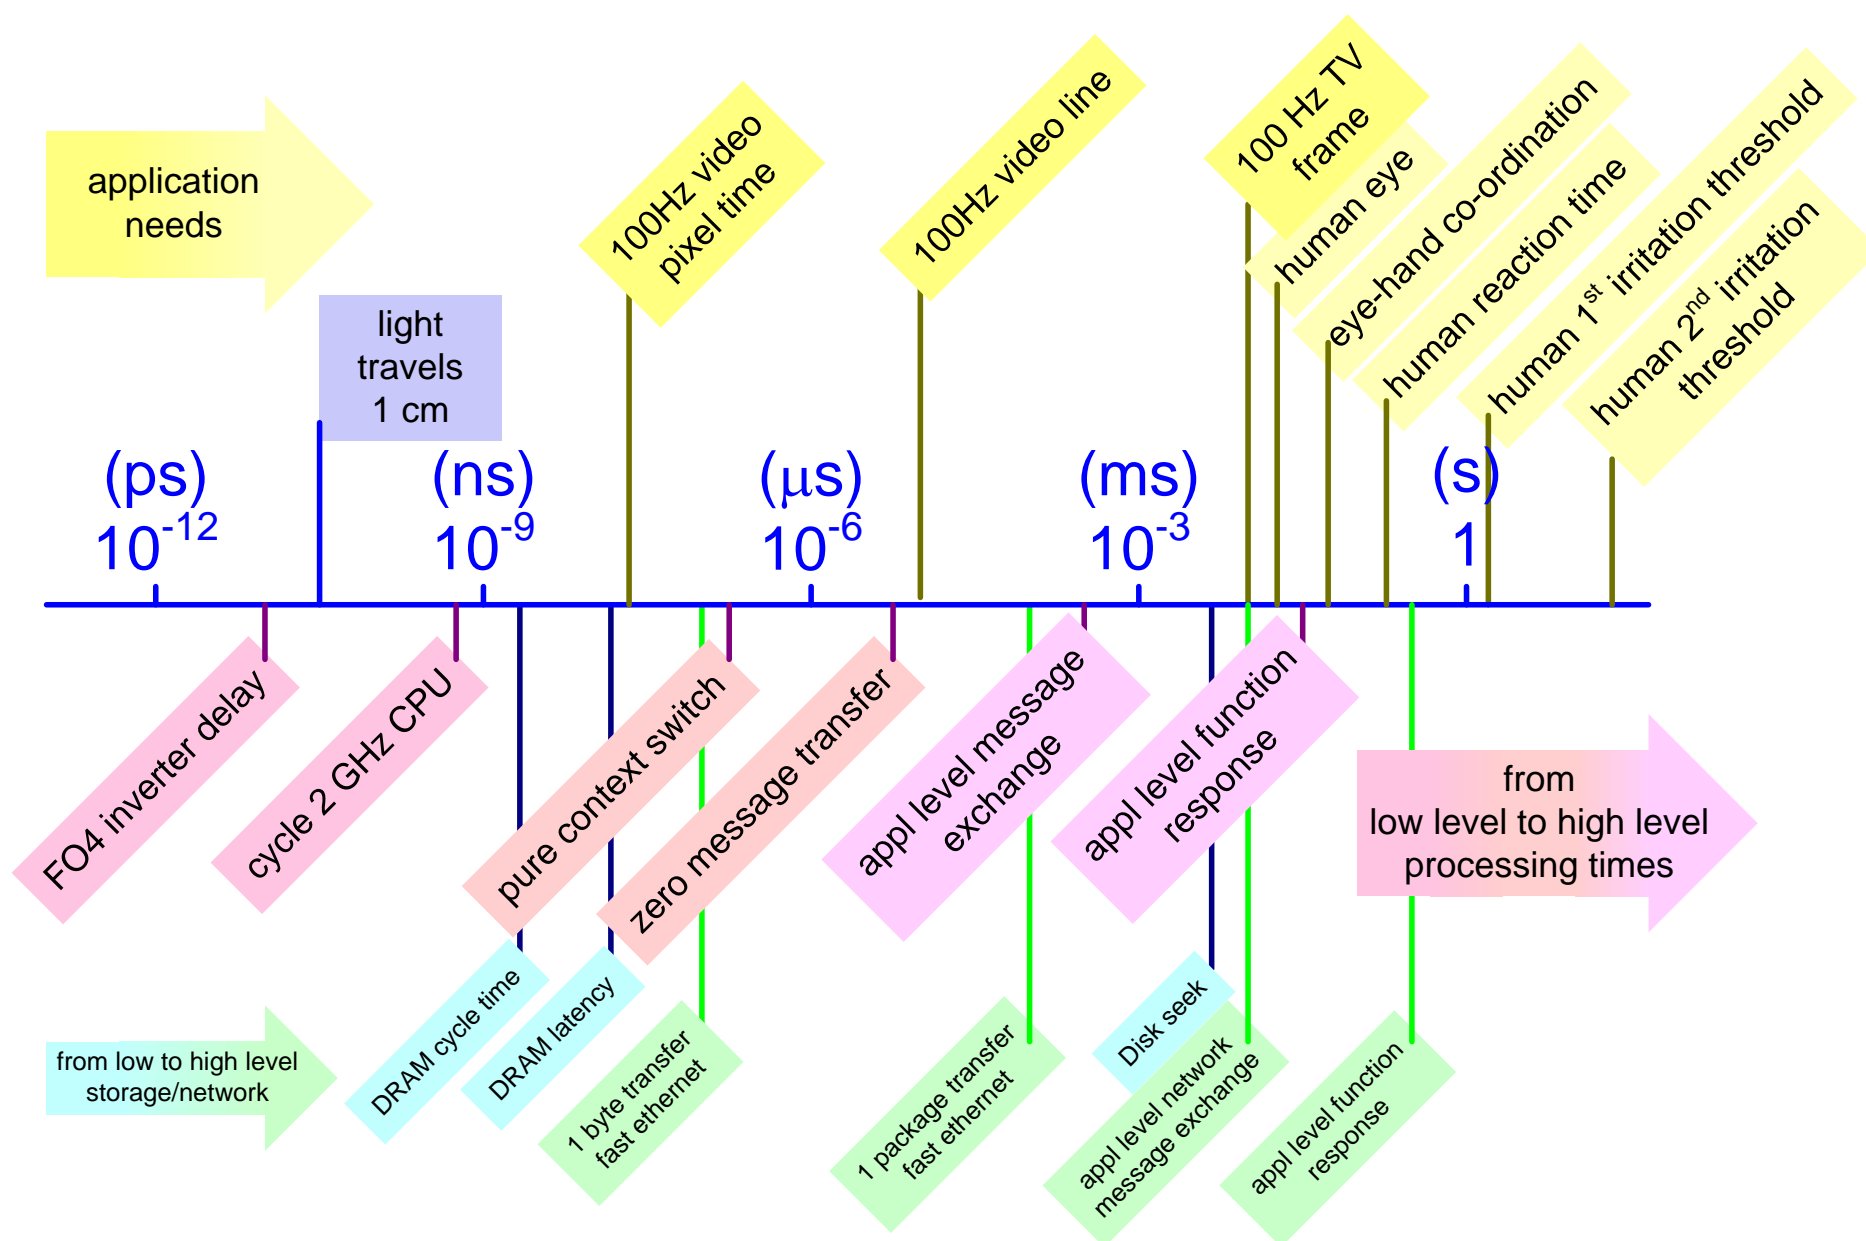 application
needs
light
travels
1 cm
100Hz video
pixel time
100Hz video line
100 Hz TV
frame
human eye
eye-hand co-ordination
human reaction time
human 1st irritation threshold
human 2nd irritation
threshold
(ps)
10-12
(ns)
10-9
(μs)
10-6
(ms)
10-3
(s)
1
FO4 inverter delay
cycle 2 GHz CPU
pure context switch
zero message transfer
appl level message
exchange
appl level function
response
from
low level to high level
processing times
from low to high level
storage/network
DRAM cycle time
DRAM latency
1 byte transfer
fast ethernet
1 package transfer
fast ethernet
Disk seek
appl level network
message exchange
appl level function
response